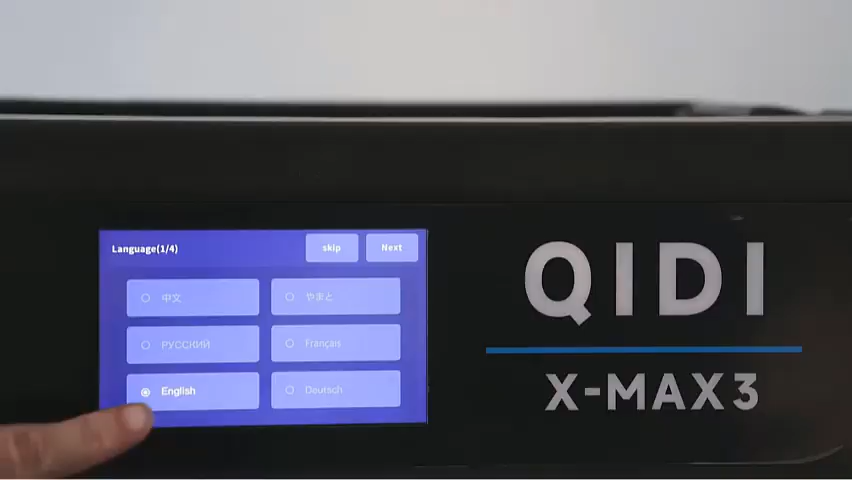 Language(1/4)
skip
Next
中文
やまと
РУССКИЙ
Français
English
Deutsch
QIDI
X-MAX3